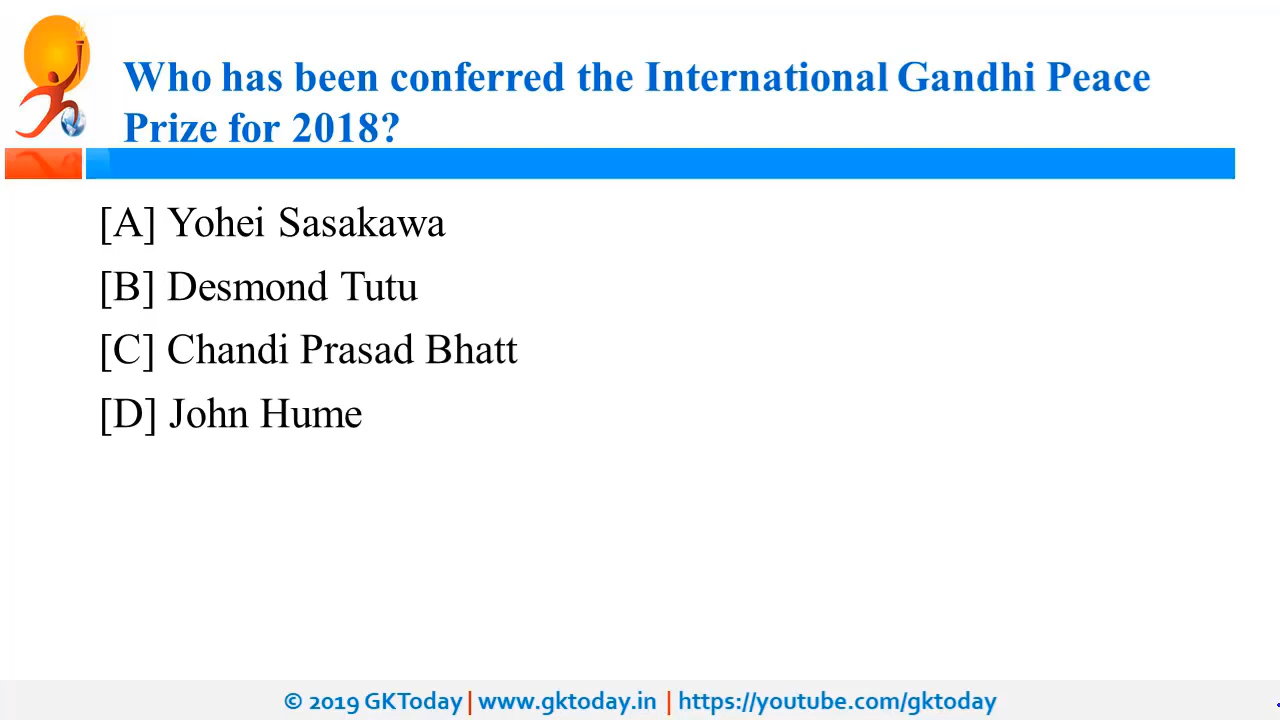 Who has been conferred the International Gandhi Peace
Prize for 2018?
[A] Yohei Sasakawa
[B] Desmond Tutu
[C] Chandi Prasad Bhatt
[D] John Hume
© 2019 GKToday | www.gktoday.in | https://youtube.com/gktoday